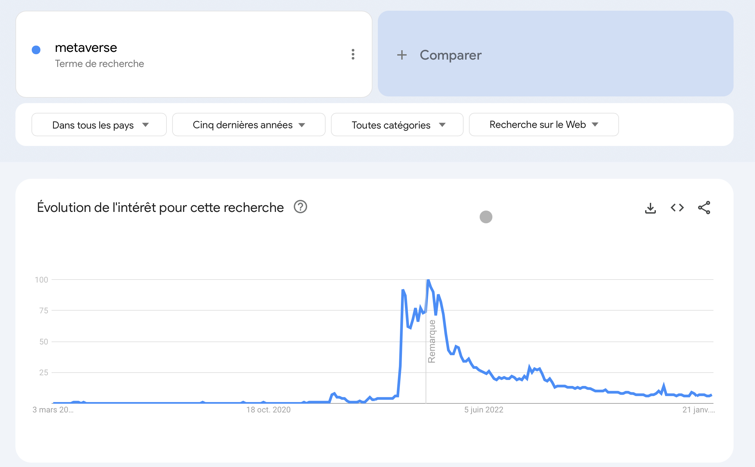 metaverse
Terme de recherche
+ Comparer
Dans tous les pays
Cinq dernières années
Toutes catégories
Recherche sur le Web
Évolution de l'intérêt pour cette recherche
100
75
50
25
Remarque
3 mars 20...
18 oct. 2020
5 juin 2022
21 janv....